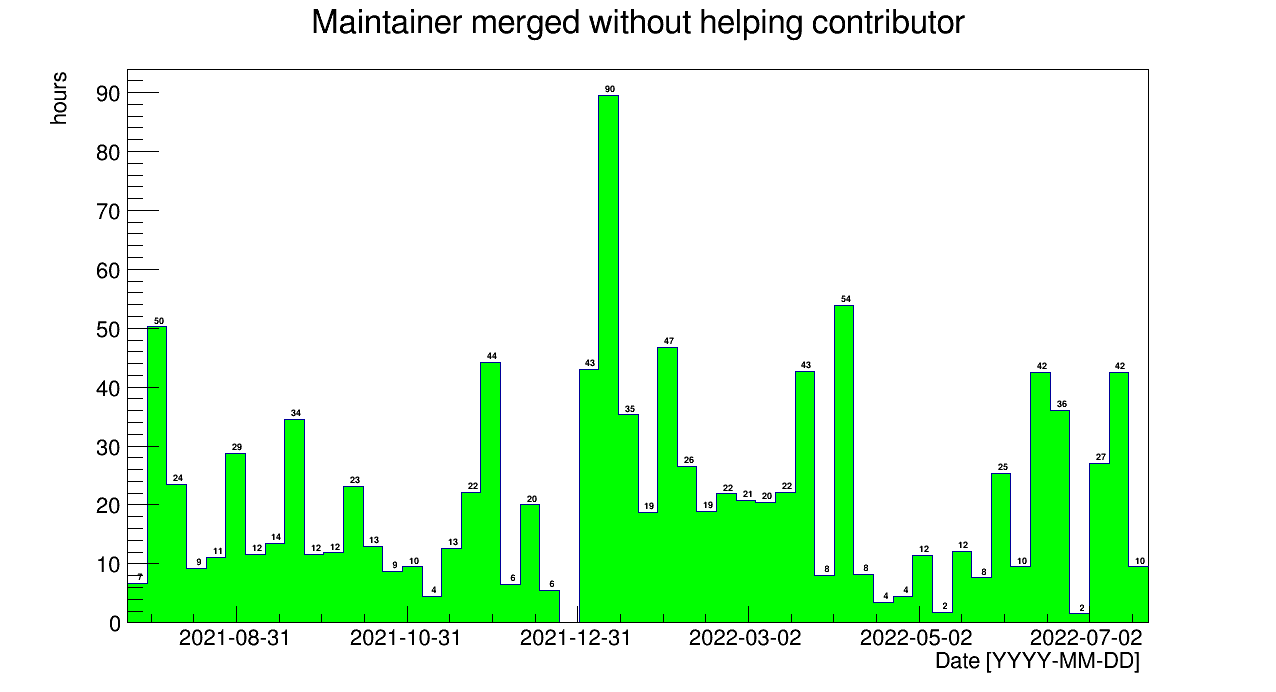 Maintainer merged without helping contributor
hours
90
80
70
60
50
40
30
20
10
0
7 50 24 9 11 29 12 14 34 12 12 23 13 9 10 4 13 22 44 6 20 6 43 90 35 19 47 26 19 22 21 20 22 43 8 54 8 4 4 12 2 12 8 25 10 42 36 2 27 42 10
2021-08-31 2021-10-31 2021-12-31 2022-03-02 2022-05-02 2022-07-02
Date [YYYY-MM-DD]